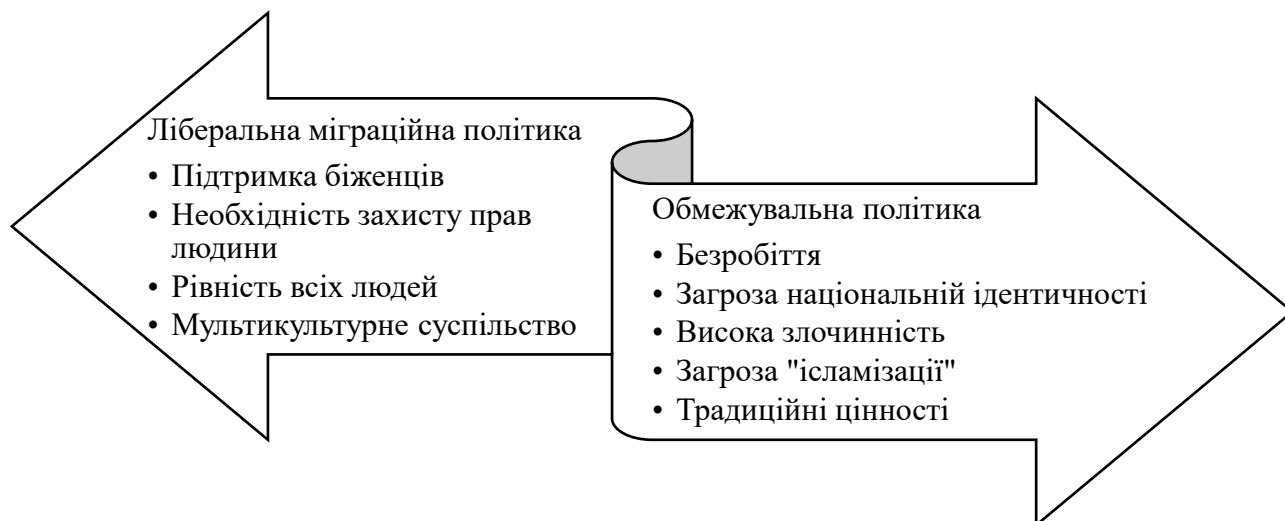 Ліберальна міграційна політика
• Підтримка біженців
• Необхідність захисту прав
людини
• Рівність всіх людей
• Мультикультурне суспільство
Обмежувальна політика
• Безробіття
• Загроза національній ідентичності
• Висока злочинність
• Загроза "ісламізації"
• Традиційні цінності